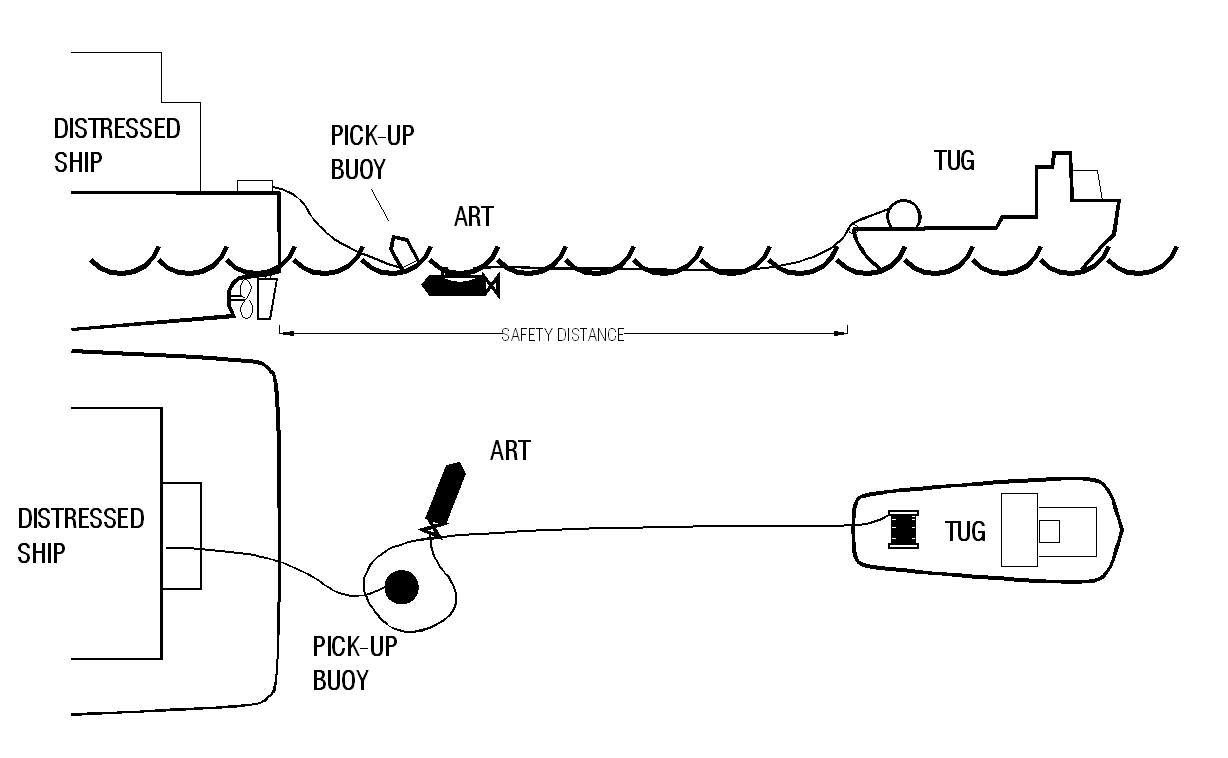 DISTRESSED
SHIP
PICK-UP
BUOY
ART
TUG
SAFETY DISTANCE
ART
DISTRESSED
SHIP
TUG
PICK-UP
BUOY